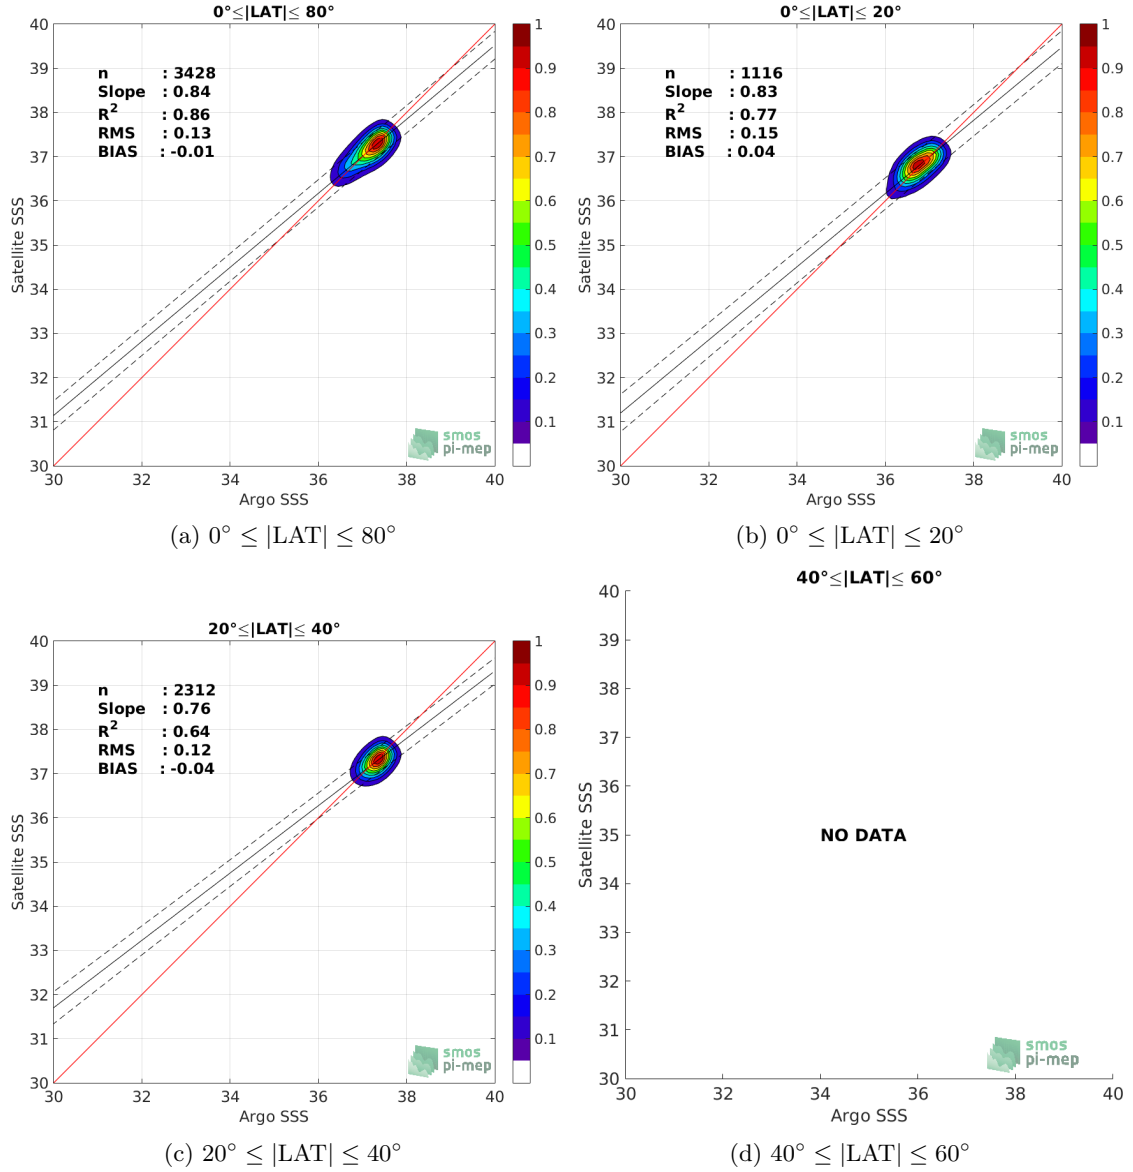 0°≤|LAT|≤ 80°
40
39
38
37
36
35
34
33
32
31
30
30 32 34 36 38 40
Satellite SSS
Argo SSS
n : 3428
Slope : 0.84
R2 : 0.86
RMS : 0.13
BIAS : -0.01
smos
pi-mep
1
0.9
0.8
0.7
0.6
0.5
0.4
0.3
0.2
0.1
(a) 0° ≤ |LAT| ≤ 80°
0°≤|LAT|≤ 20°
40
39
38
37
36
35
34
33
32
31
30
30 32 34 36 38 40
Satellite SSS
Argo SSS
n : 1116
Slope : 0.83
R2 : 0.77
RMS : 0.15
BIAS : 0.04
smos
pi-mep
1
0.9
0.8
0.7
0.6
0.5
0.4
0.3
0.2
0.1
(b) 0° ≤ |LAT| ≤ 20°
20°≤|LAT|≤ 40°
40
39
38
37
36
35
34
33
32
31
30
30 32 34 36 38 40
Satellite SSS
Argo SSS
n : 2312
Slope : 0.76
R2 : 0.64
RMS : 0.12
BIAS : -0.04
smos
pi-mep
1
0.9
0.8
0.7
0.6
0.5
0.4
0.3
0.2
0.1
(c) 20° ≤ |LAT| ≤ 40°
40°≤|LAT|≤ 60°
40
39
38
37
36
35
34
33
32
31
30
30 32 34 36 38 40
Satellite SSS
Argo SSS
NO DATA
smos
pi-mep
(d) 40° ≤ |LAT| ≤ 60°